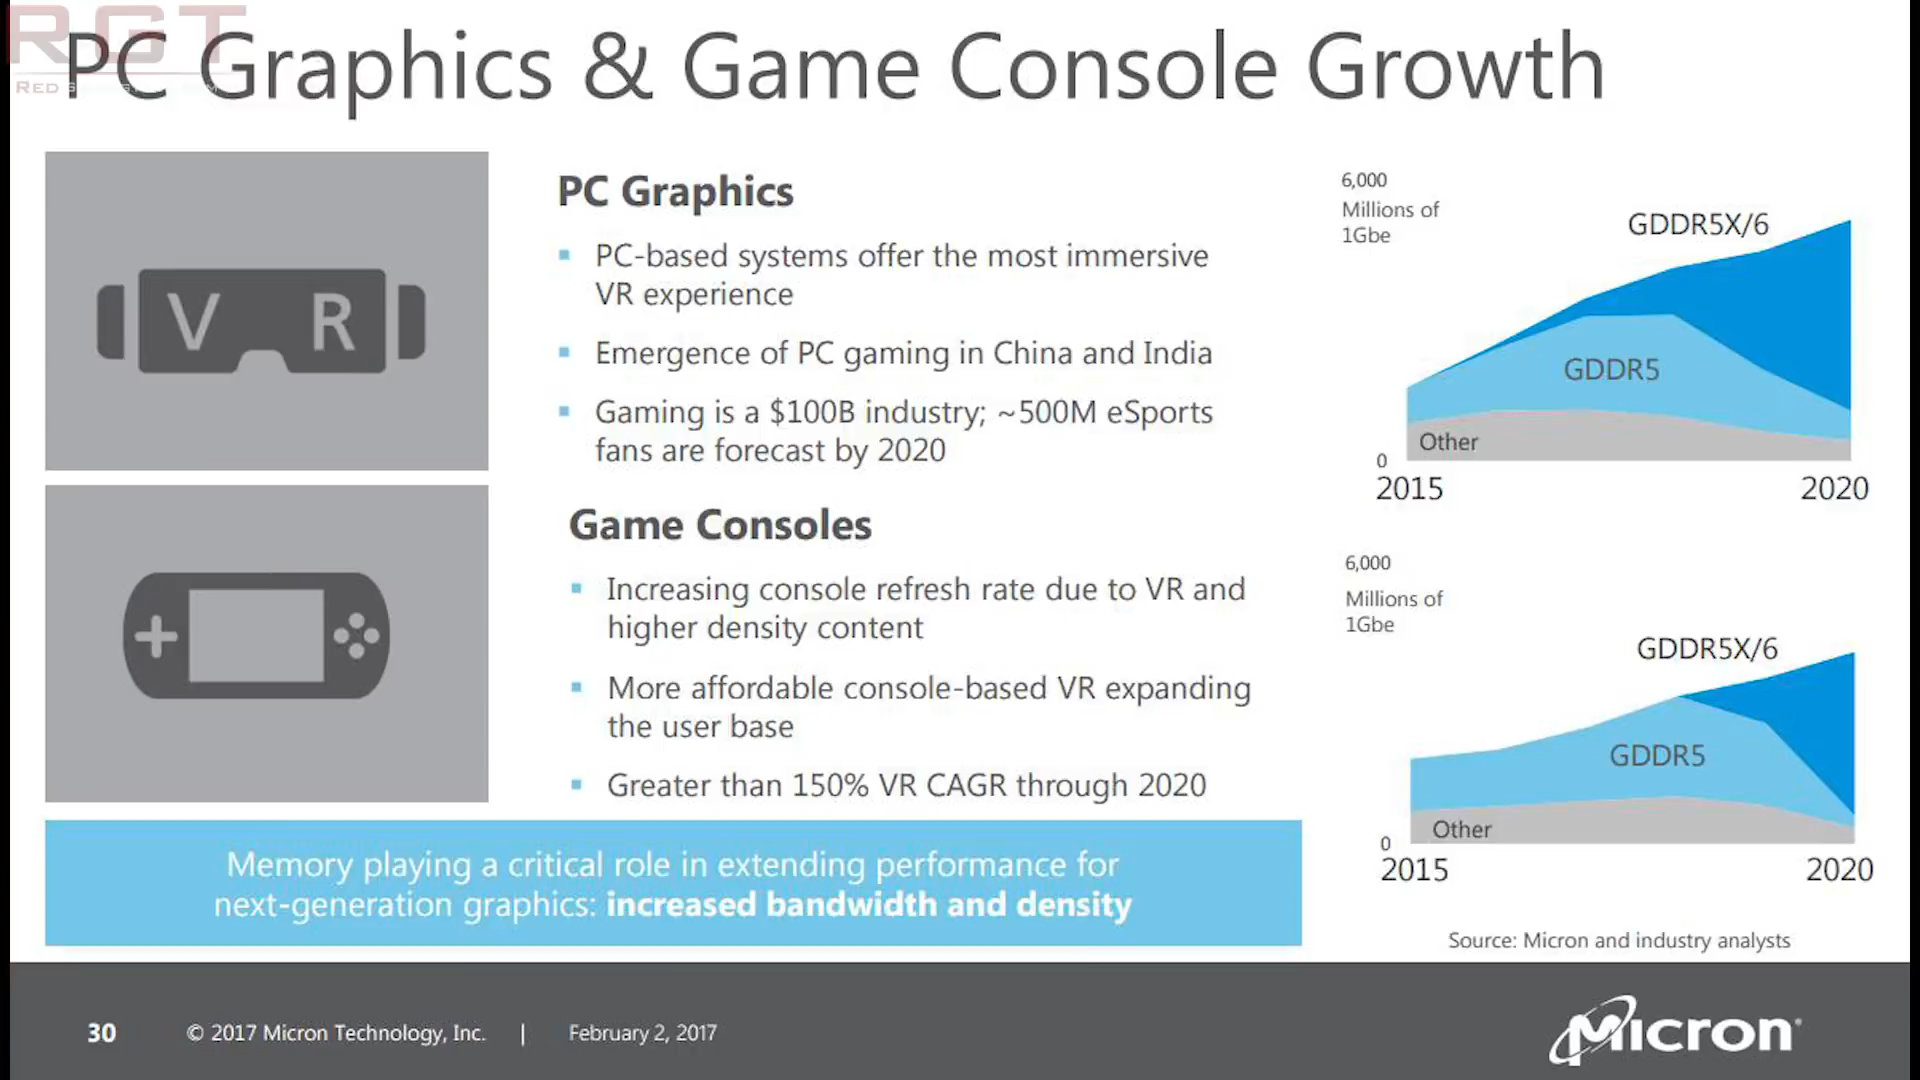 RGT
PC Graphics & Game Console Growth
V R
PC Graphics
PC-based systems offer the most immersive
VR experience
Emergence of PC gaming in China and India
Gaming is a $100B industry; ~500M eSports
fans are forecast by 2020
Game Consoles
Increasing console refresh rate due to VR and
higher density content
More affordable console-based VR expanding
the user base
Greater than 150% VR CAGR through 2020
Memory playing a critical role in extending performance for
next-generation graphics: increased bandwidth and density
6,000
Millions of
1Gbe
GDDR5X/6
GDDR5
Other
0
2015 2020
6,000
Millions of
1Gbe
GDDR5X/6
GDDR5
Other
0
2015 2020
Source: Micron and industry analysts
30 © 2017 Micron Technology, Inc. | February 2, 2017
Micron